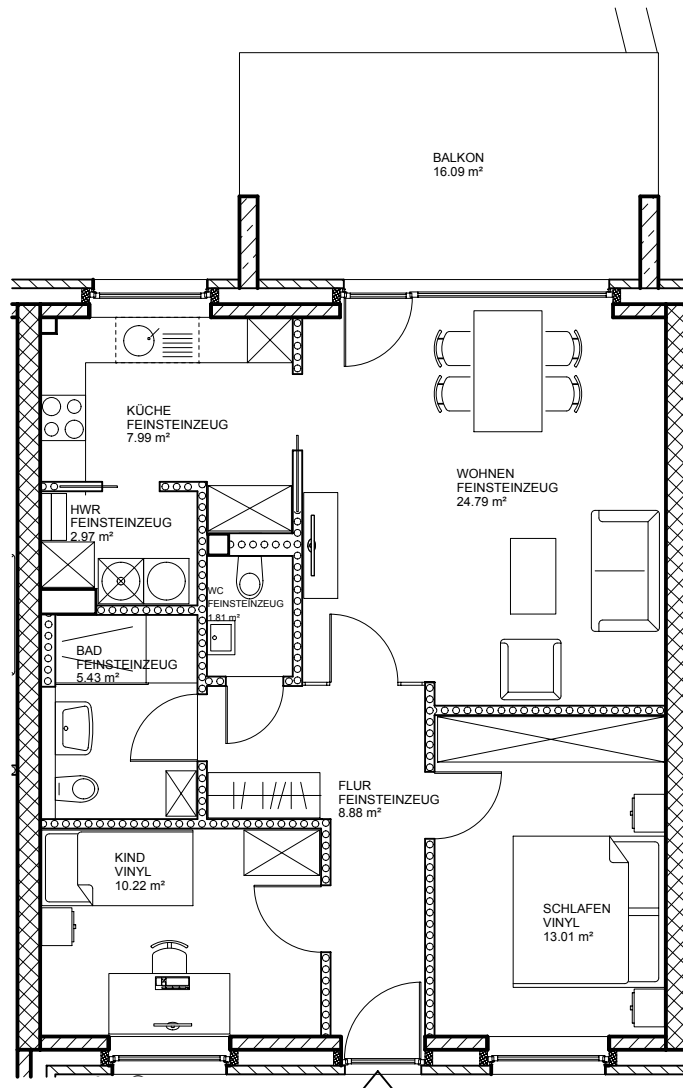 BALKON
16.09 m²
KÜCHE
FEINSTEINZEUG
7.99 m²
WOHNEN
FEINSTEINZEUG
24.79 m²
HWR
FEINSTEINZEUG
2.97 m²
WC
FEINSTEINZEUG
1.81 m²
BAD
FEINSTEINZEUG
5.43 m²
FLUR
FEINSTEINZEUG
8.88 m²
KIND
VINYL
10.22 m²
SCHLAFEN
VINYL
13.01 m²